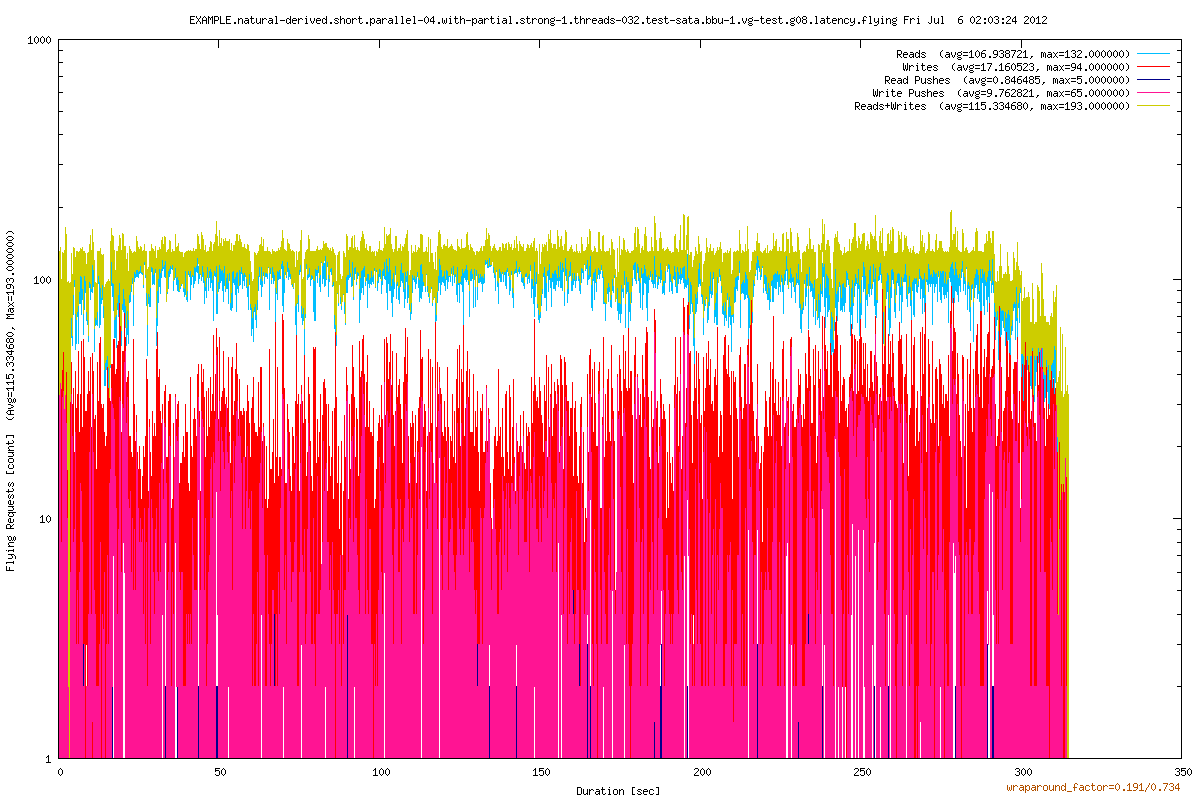 EXAMPLE.natural-derived.short.parallel-04.with-partial.strong-1.threads-032.test-sata.bbu-1.vg-test.g08.latency.flying Fri Jul  6 02:03:24 2012
Reads  (avg=106.938721, max=132.000000)
Writes  (avg=17.160523, max=94.000000)
Read Pushes  (avg=0.846485, max=5.000000)
Write Pushes  (avg=9.762821, max=65.000000)
Reads+Writes  (avg=115.334680, max=193.000000)
Flying Requests [count]  (Avg=115.334680, Max=193.000000)
1000
100
10
1
0 50 100 150 200 250 300 350
Duration [sec]
wraparound_factor=0.191/0.734